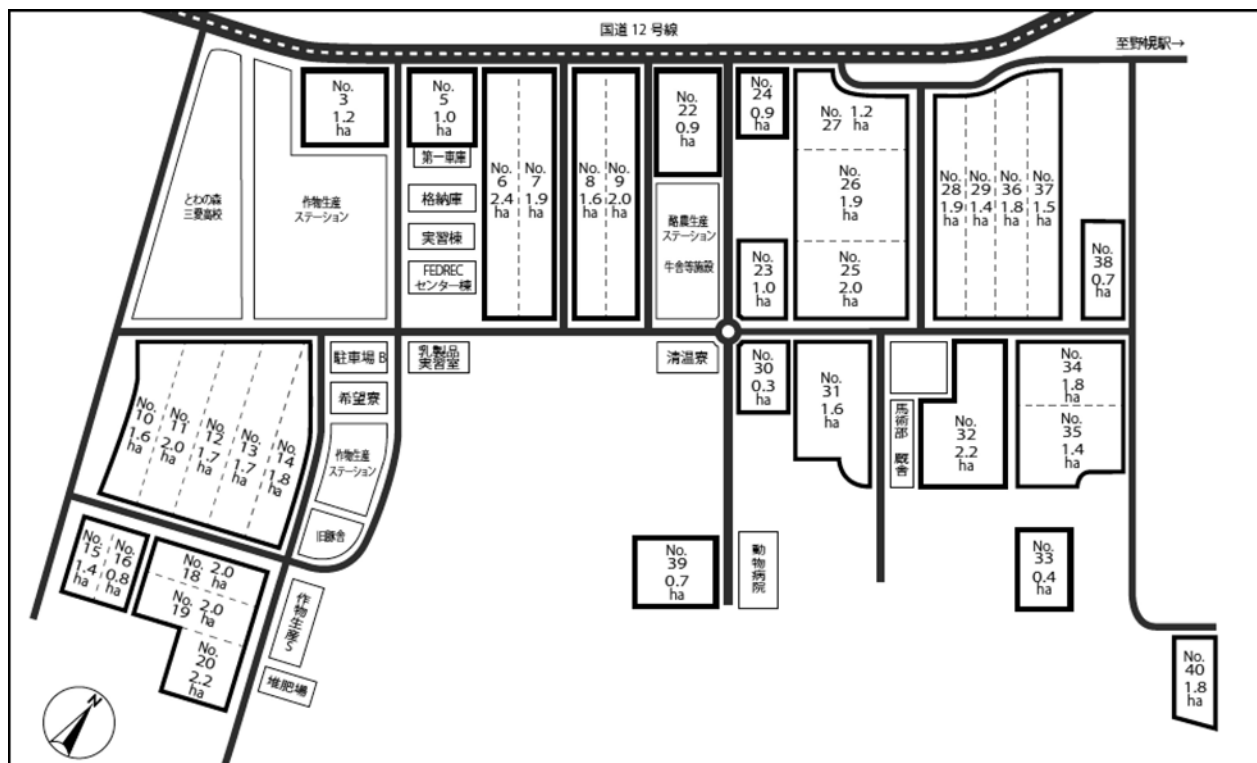 国道 12 号線
至野幌駅→
No.
3
1.2
ha
No.
5
1.0
ha
第一車庫
格納庫
実習棟
FEDREC
センター棟
とわの森
三愛高校
作物生産
ステーション
No.
6
2.4
ha
No.
7
1.9
ha
No.
8
1.6
ha
No.
9
2.0
ha
No.
22
0.9
ha
酪農生産
ステーション
牛舎等施設
No.
24
0.9
ha
No.
23
1.0
ha
No. 1.2
27 ha
No.
26
1.9
ha
No.
25
2.0
ha
No.
28
1.9
ha
No.
29
1.4
ha
No.
36
1.8
ha
No.
37
1.5
ha
No.
38
0.7
ha
No.
10
1.6
ha
No.
11
2.0
ha
No.
12
1.7
ha
No.
13
1.7
ha
No.
14
1.8
ha
駐車場 B
希望寮
作物生産
ステーション
旧豚舎
乳製品
実習室
清温寮
No.
30
0.3
ha
No.
31
1.6
ha
馬術部 厩舎
No.
32
2.2
ha
No.
34
1.8
ha
No.
35
1.4
ha
No.
15
1.4
ha
No.
16
0.8
ha
No. 2.0
18 ha
No. 2.0
19 ha
No.
20
2.2
ha
作物生産S
堆肥場
No.
39
0.7
ha
動物病院
No.
33
0.4
ha
No.
40
1.8
ha
N